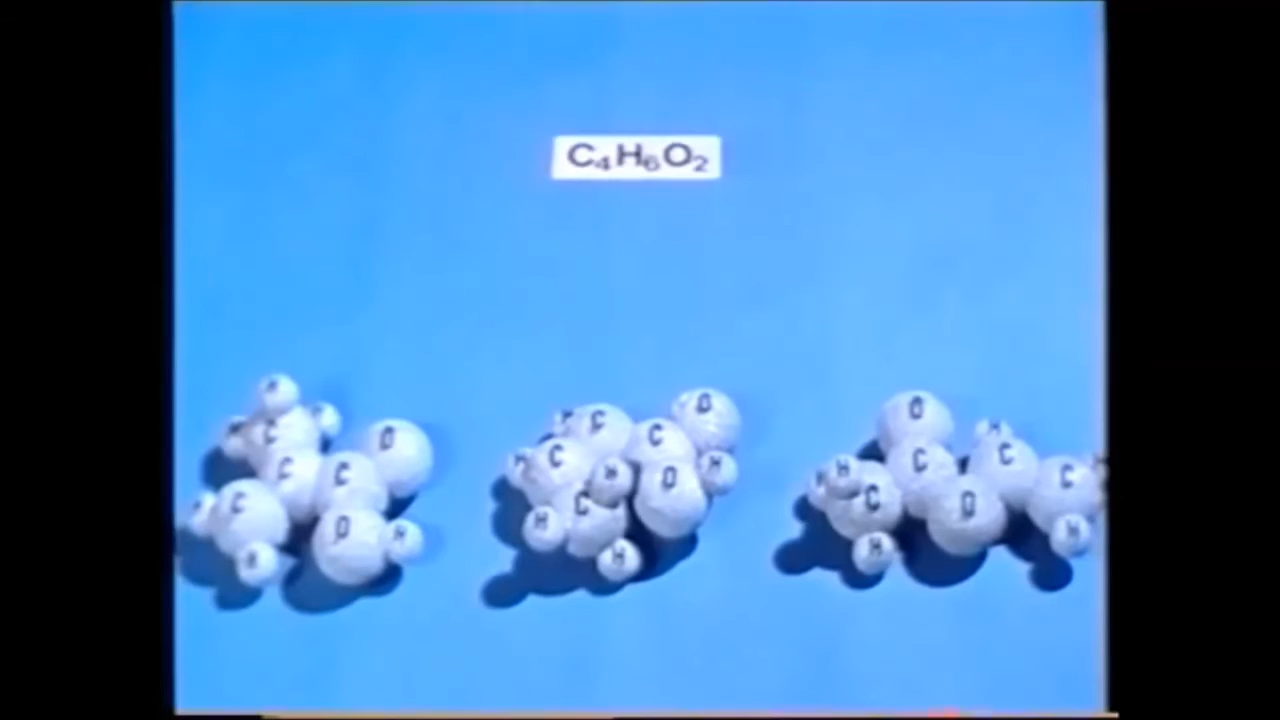 C₄H₆O₂
H
C H O O
H C C C C H
H C C C O H C O C C
C O H H C O H C O H
H H H H